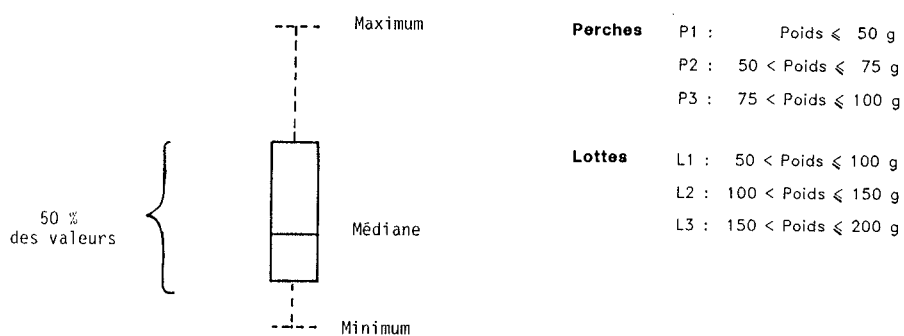 Maximum
50 %
des valeurs
Médiane
Minimum
Perches P1 : Poids ⩽ 50 g
P2 : 50 < Poids ⩽ 75 g
P3 : 75 < Poids ⩽ 100 g
Lottes L1 : 50 < Poids ⩽ 100 g
L2 : 100 < Poids ⩽ 150 g
L3 : 150 < Poids ⩽ 200 g